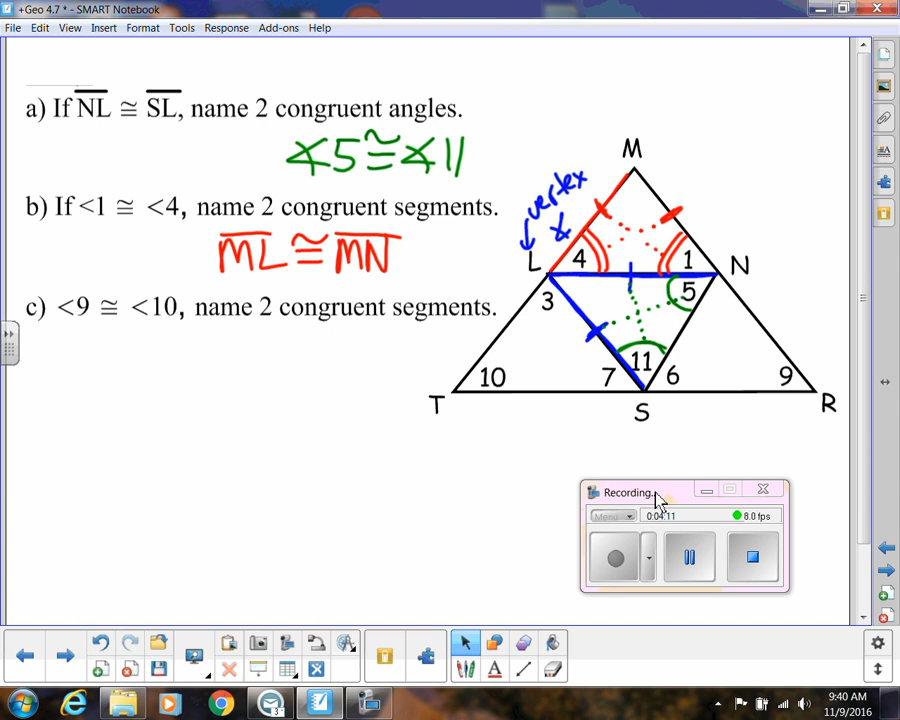 +Geo 4.7 * - SMART Notebook
File Edit View Insert Format Tools Response Add-ons Help
a) If NL ≅ SL, name 2 congruent angles.
∡5≅∡11
b) If <1 ≅ <4, name 2 congruent segments.
ML≅MN
c) <9 ≅ <10, name 2 congruent segments.
M
vertex
∡
L 4 1 N
3 5
11
10 7 6 9
T S R
Recording...
Menu 0:04:11 8.0 fps
A
3
9:40 AM
11/9/2016